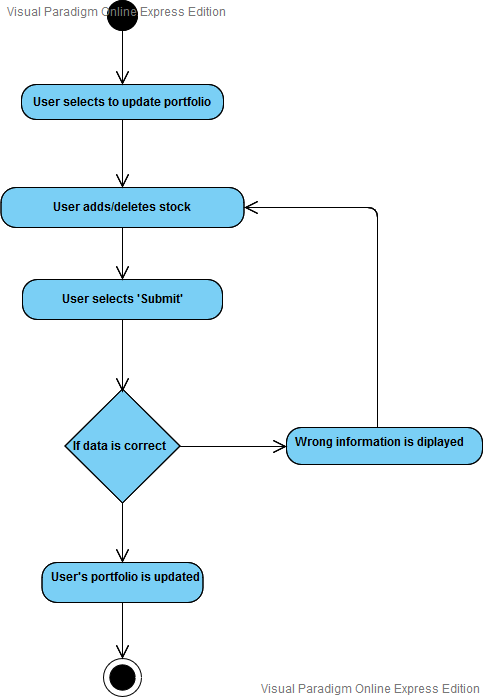 Visual Paradigm Online Express Edition
User selects to update portfolio
User adds/deletes stock
User selects 'Submit'
If data is correct
Wrong information is diplayed
User's portfolio is updated
Visual Paradigm Online Express Edition